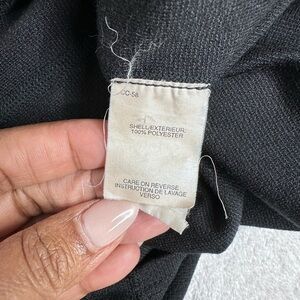 CC-58
SHELL/EXTERIEUR:
100% POLYESTER
CARE ON REVERSE
INSTRUCTION DE LAVAGE
VERSO